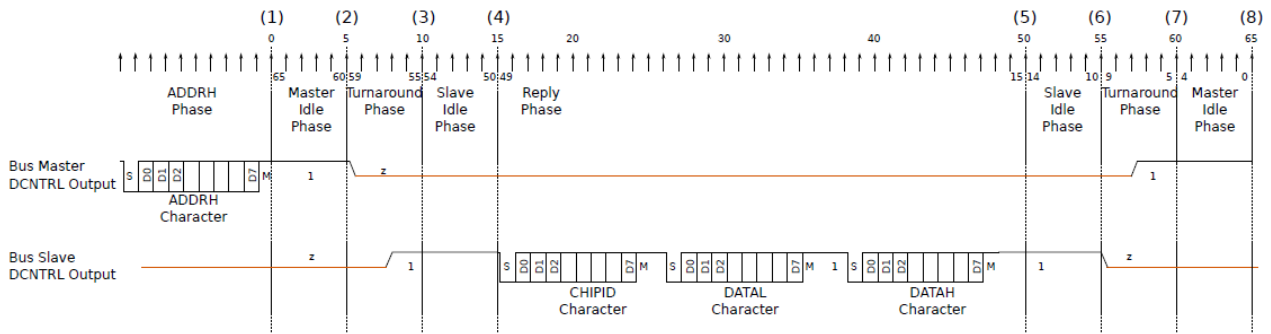 (1) (2) (3) (4) (5) (6) (7) (8)
0 5 10 15 20 30 40 50 55 60 65
65 60 59 55 54 50 49 15 14 10 9 5 4 0
ADDRH Master Turnaround Slave Reply Slave Turnaround Master
Phase Idle Phase Idle Phase Idle Phase Idle
Phase Phase Phase Phase
Bus Master
DCNTRL Output
S D0 D1 D2 D7 M 1 z 1
ADDRH
Character
Bus Slave
DCNTRL Output
z 1 S D0 D1 D2 D7 M S D0 D1 D2 D7 M 1 S D0 D1 D2 D7 M 1 z
CHIPID DATAL DATAH
Character Character Character